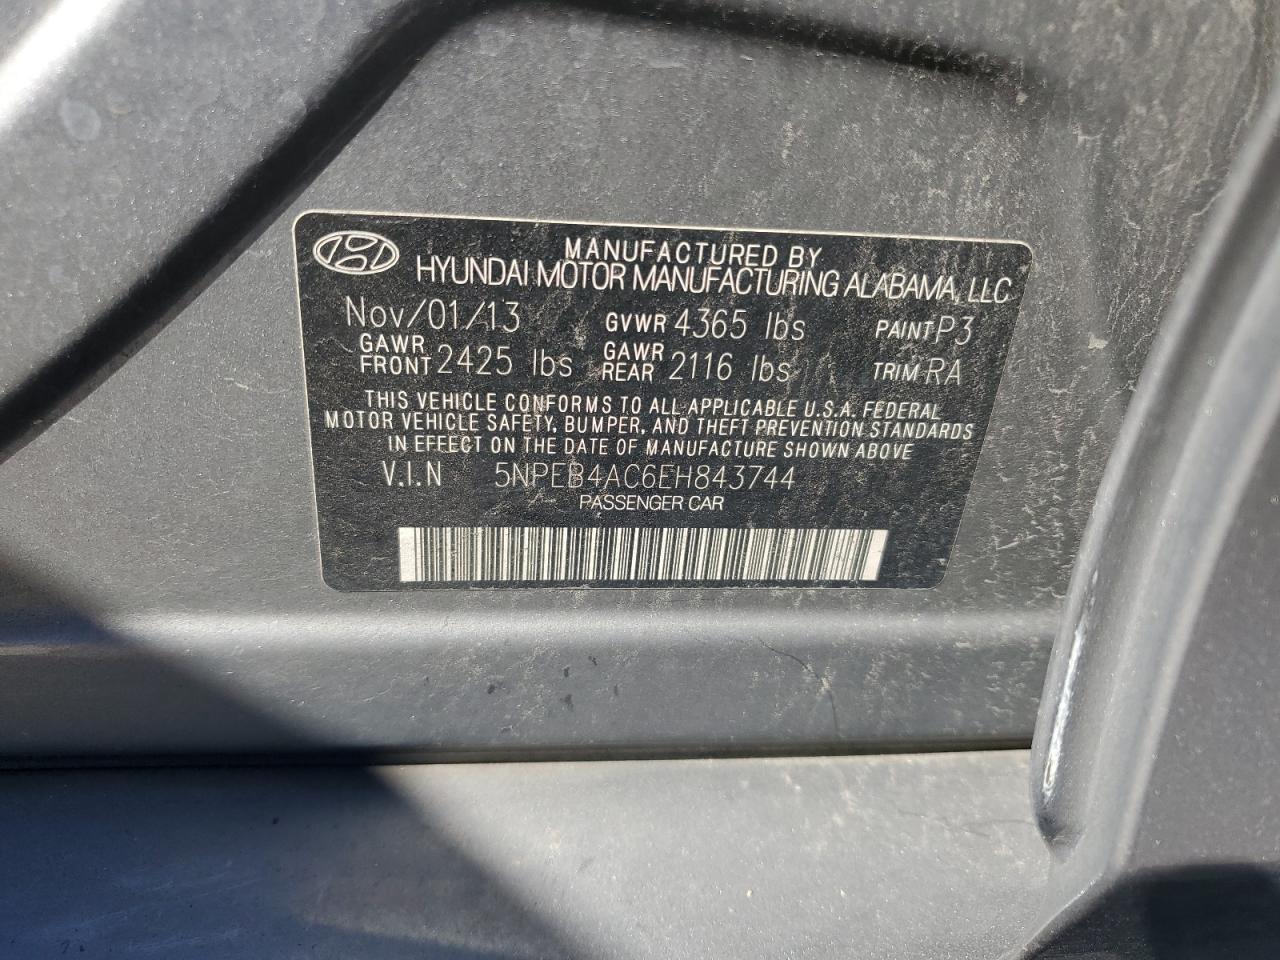 MANUFACTURED BY
HYUNDAI MOTOR MANUFACTURING ALABAMA, LLC
Nov/01/13 GVWR 4365 lbs PAINT P3
GAWR FRONT 2425 lbs GAWR REAR 2116 lbs TRIM RA
THIS VEHICLE CONFORMS TO ALL APPLICABLE U.S.A. FEDERAL
MOTOR VEHICLE SAFETY, BUMPER, AND THEFT PREVENTION STANDARDS
IN EFFECT ON THE DATE OF MANUFACTURE SHOWN ABOVE
V.I.N 5NPEB4AC6EH843744
PASSENGER CAR